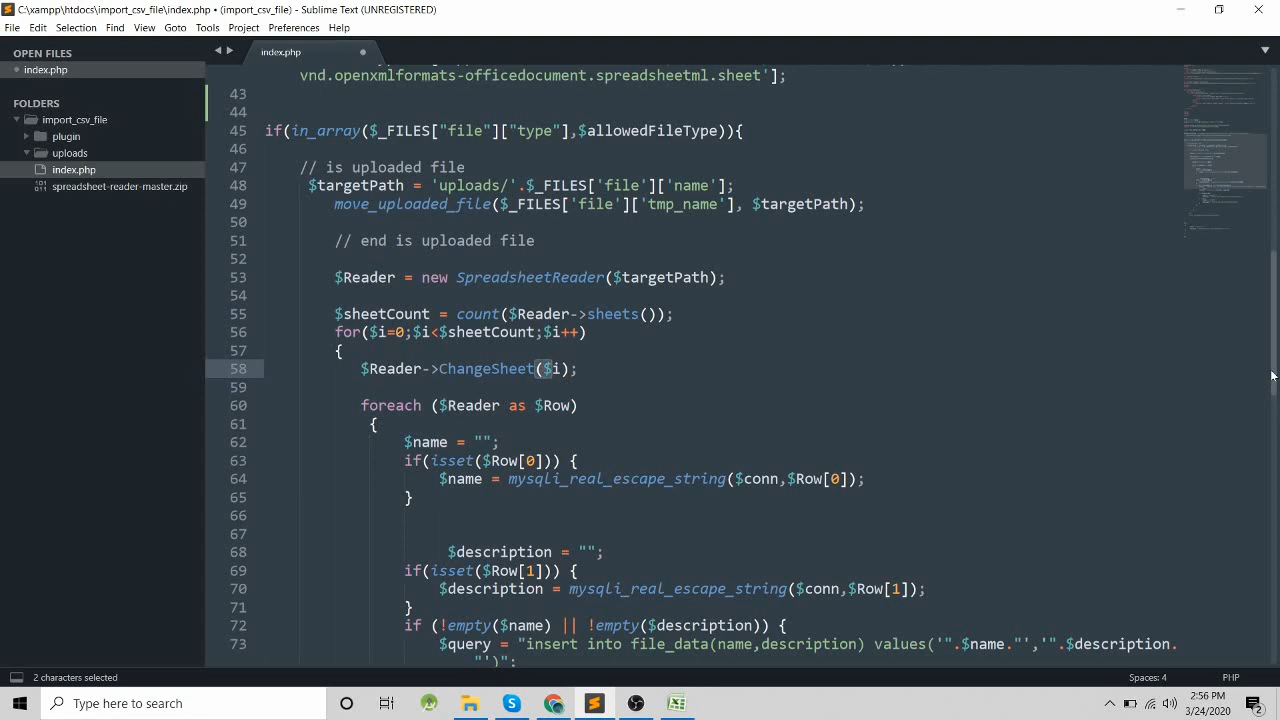 C:\xampp\htdocs\import_csv_file\index.php • (import_csv_file) - Sublime Text (UNREGISTERED)
File Edit Selection Find View Goto Tools Project Preferences Help
OPEN FILES
index.php
FOLDERS
import_csv_file
plugin
uploads
index.php
spreadsheet-reader-master.zip
index.php
vnd.openxmlformats-officedocument.spreadsheetml.sheet'];
43
44
45 if(in_array($_FILES["file"]["type"],$allowedFileType)){
46
47 // is uploaded file
48 $targetPath = 'uploads/'.$_FILES['file']['name'];
49 move_uploaded_file($_FILES['file']['tmp_name'], $targetPath);
50
51 // end is uploaded file
52
53 $Reader = new SpreadsheetReader($targetPath);
54
55 $sheetCount = count($Reader->sheets());
56 for($i=0;$i<$sheetCount;$i++)
57 {
58 $Reader->ChangeSheet($i);
59
60 foreach ($Reader as $Row)
61 {
62 $name = "";
63 if(isset($Row[0])) {
64 $name = mysqli_real_escape_string($conn,$Row[0]);
65 }
66
67
68 $description = "";
69 if(isset($Row[1])) {
70 $description = mysqli_real_escape_string($conn,$Row[1]);
71 }
72 if (!empty($name) || !empty($description)) {
73 $query = "insert into file_data(name,description) values('".$name."','".$description.
"')";
2 characters selected
Spaces: 4
PHP
Type here to search
2:56 PM
3/24/2020
2